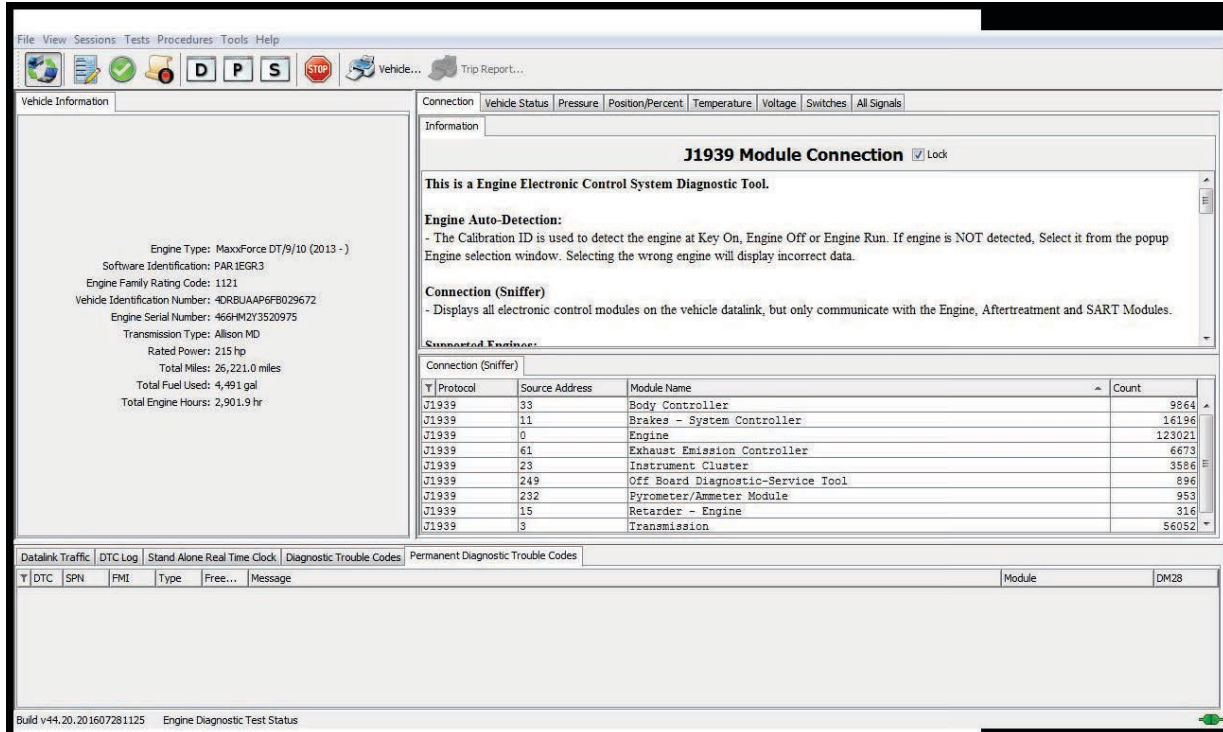 File View Sessions Tests Procedures Tools Help
D P S STOP Vehicle... Trip Report...
Vehicle Information
Engine Type: MaxxForce DT/9/10 (2013 - )
Software Identification: PAR1EGR3
Engine Family Rating Code: 1121
Vehicle Identification Number: 4DRBUAAP6FB029672
Engine Serial Number: 466HM2Y3520975
Transmission Type: Allison MD
Rated Power: 215 hp
Total Miles: 26,221.0 miles
Total Fuel Used: 4,491 gal
Total Engine Hours: 2,901.9 hr
Connection Vehicle Status Pressure Position/Percent Temperature Voltage Switches All Signals
Information
J1939 Module Connection Lock
This is a Engine Electronic Control System Diagnostic Tool.
Engine Auto-Detection:
- The Calibration ID is used to detect the engine at Key On, Engine Off or Engine Run. If engine is NOT detected, Select it from the popup
Engine selection window. Selecting the wrong engine will display incorrect data.
Connection (Sniffer)
- Displays all electronic control modules on the vehicle datalink, but only communicate with the Engine, Aftertreatment and SART Modules.
Supported Engines:
Connection (Sniffer)
Protocol Source Address Module Name Count
J1939 33 Body Controller 9864
J1939 11 Brakes - System Controller 16196
J1939 0 Engine 123021
J1939 61 Exhaust Emission Controller 6673
J1939 23 Instrument Cluster 3586
J1939 249 Off Board Diagnostic-Service Tool 896
J1939 232 Pyrometer/Ammeter Module 953
J1939 15 Retarder - Engine 316
J1939 3 Transmission 56052
Datalink Traffic DTC Log Stand Alone Real Time Clock Diagnostic Trouble Codes Permanent Diagnostic Trouble Codes
DTC SPN FMI Type Free... Message Module DM28
Build v44.20.201607281125 Engine Diagnostic Test Status